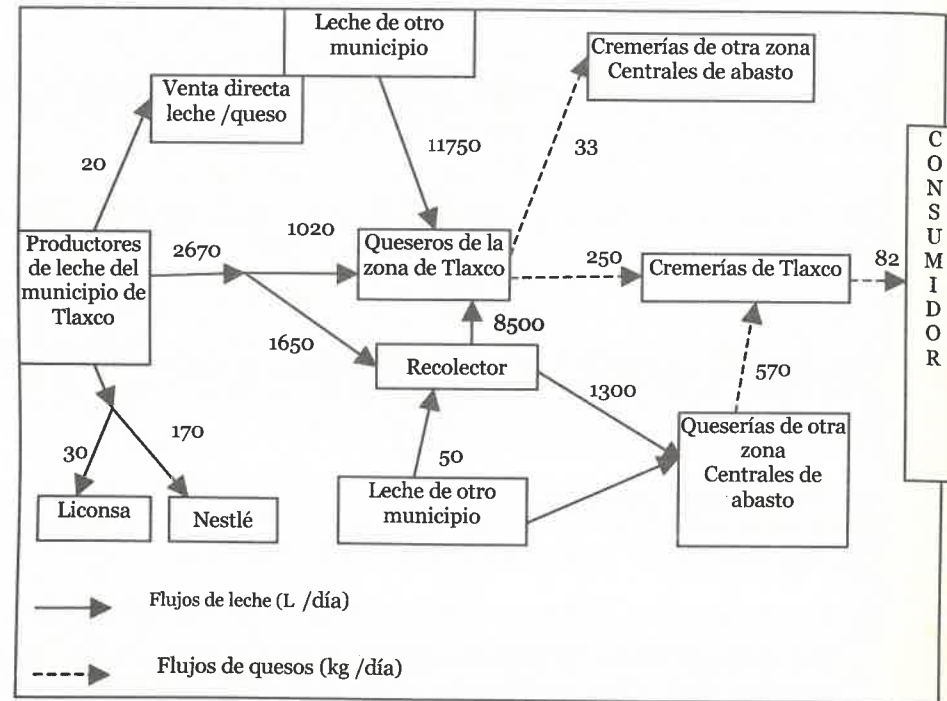 Leche de otro
municipio
Cremerías de otra zona
Centrales de abasto
Venta directa
leche /queso
20
11750
33
Productores
de leche del
municipio de
Tlaxco
2670
1020
Queseros de la
zona de Tlaxco
250
Cremerías de Tlaxco
82
CONSUMIDOR
1650
8500
Recolector
1300
570
30
170
50
Queserías de otra
zona
Centrales de
abasto
Leche de otro
municipio
Liconsa
Nestlé
Flujos de leche (L /día)
Flujos de quesos (kg /día)